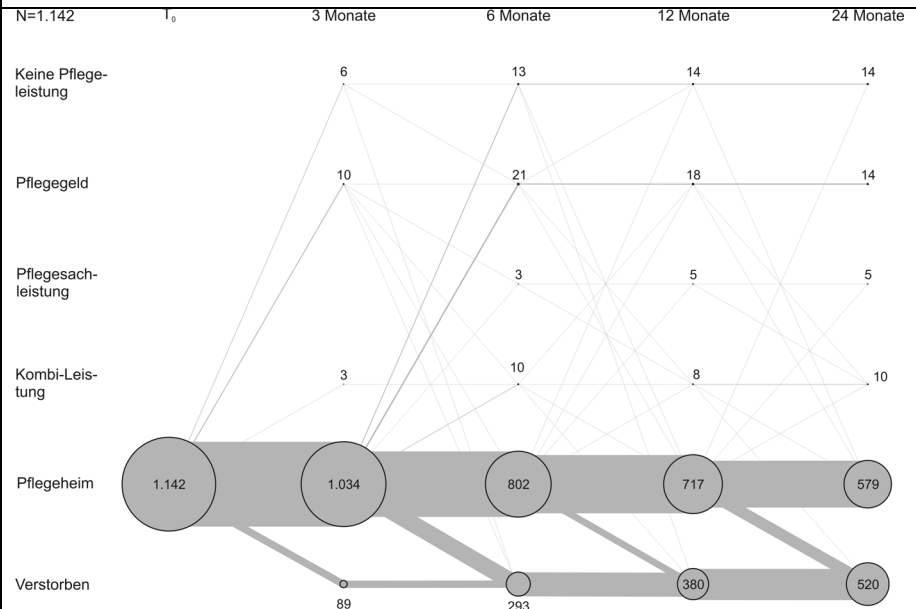 N=1.142 T₀ 3 Monate 6 Monate 12 Monate 24 Monate
Keine Pflege-
leistung
6 13 14 14
Pflegegeld 10 21 18 14
Pflegesach-
leistung
3 5 5
Kombi-Leis-
tung
3 10 8 10
Pflegeheim 1.142 1.034 802 717 579
Verstorben 89 293 380 520